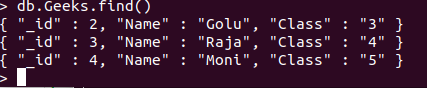 > db.Geeks.find()
{ "_id" : 2, "Name" : "Golu", "Class" : "3" }
{ "_id" : 3, "Name" : "Raja", "Class" : "4" }
{ "_id" : 4, "Name" : "Moni", "Class" : "5" }
>